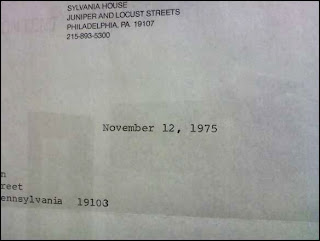 SYLVANIA HOUSE
JUNIPER AND LOCUST STREETS
PHILADELPHIA, PA 19107
215-893-5300
November 12, 1975
n
reet
ennsylvania 19103